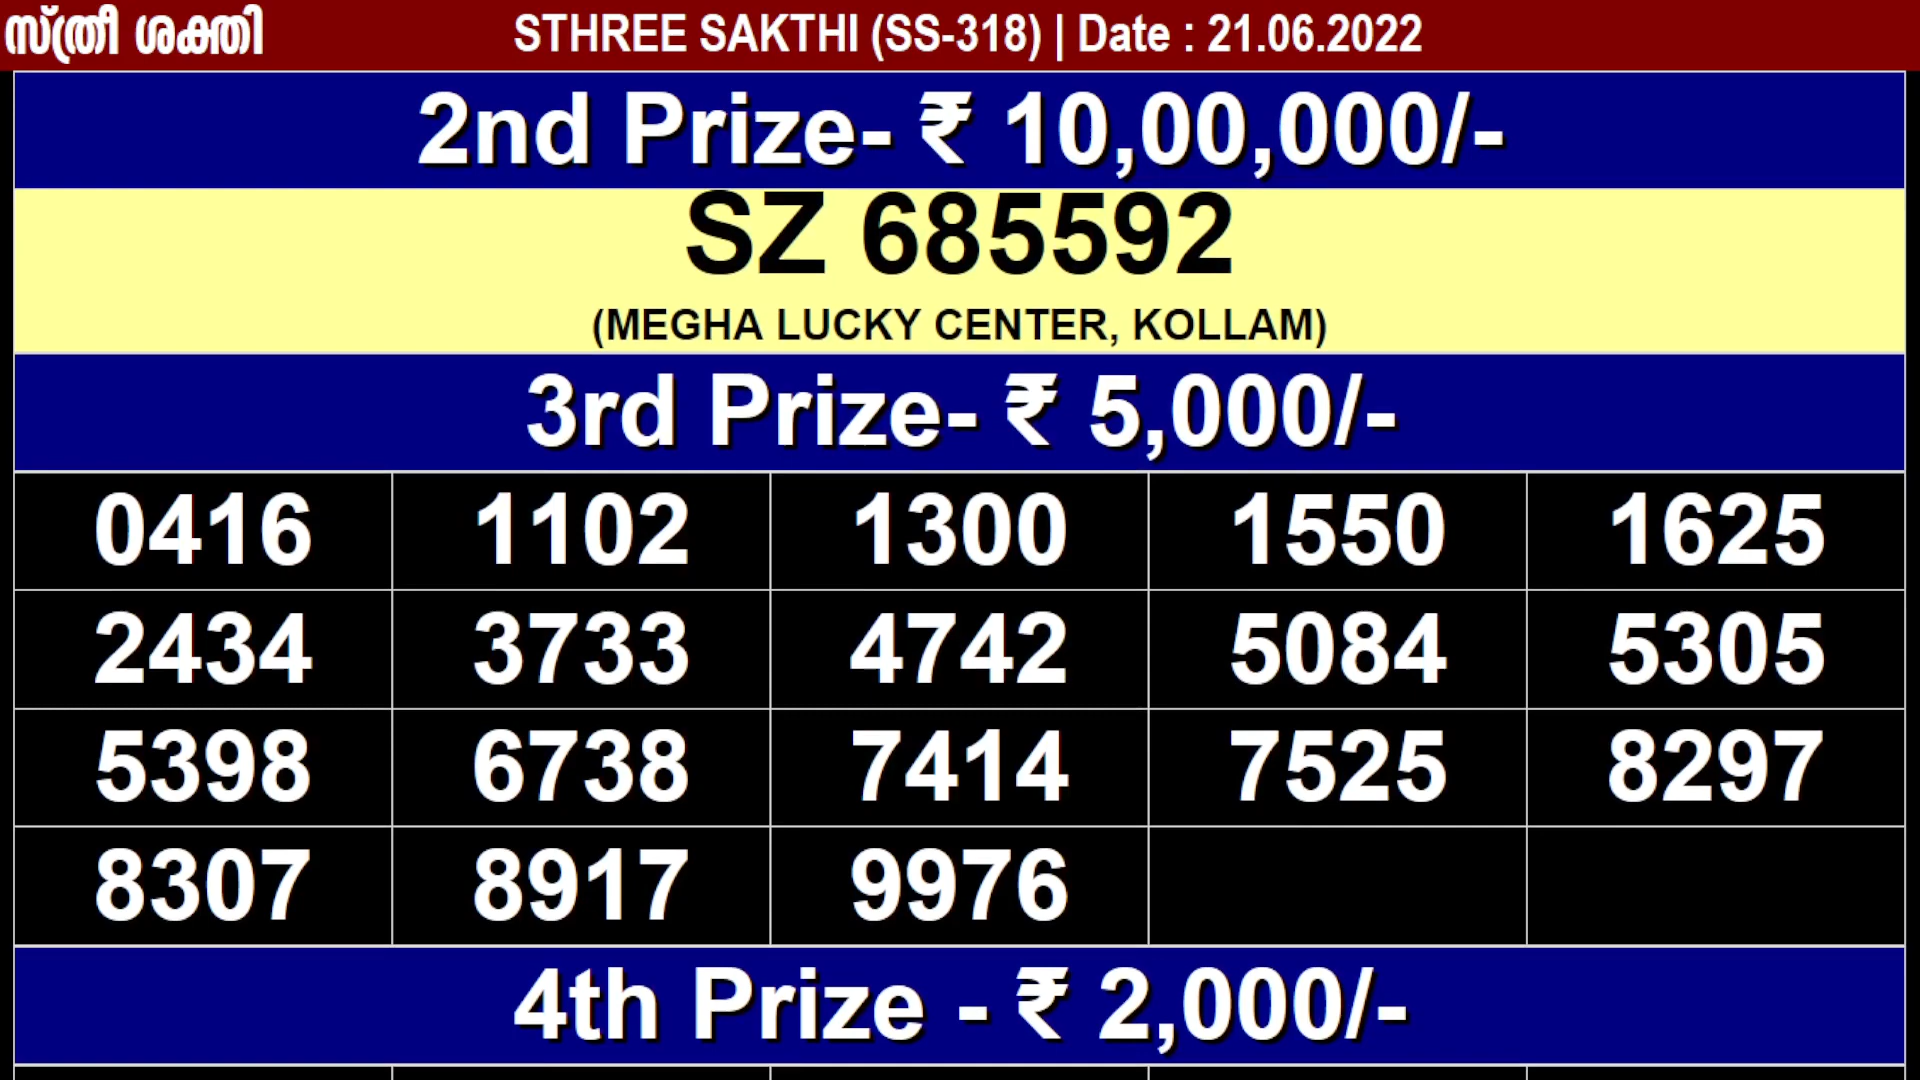 സ്ത്രീ ശക്തി STHREE SAKTHI (SS-318) | Date : 21.06.2022
2nd Prize- ₹ 10,00,000/-
SZ 685592
(MEGHA LUCKY CENTER, KOLLAM)
3rd Prize- ₹ 5,000/-
0416 1102 1300 1550 1625
2434 3733 4742 5084 5305
5398 6738 7414 7525 8297
8307 8917 9976
4th Prize - ₹ 2,000/-